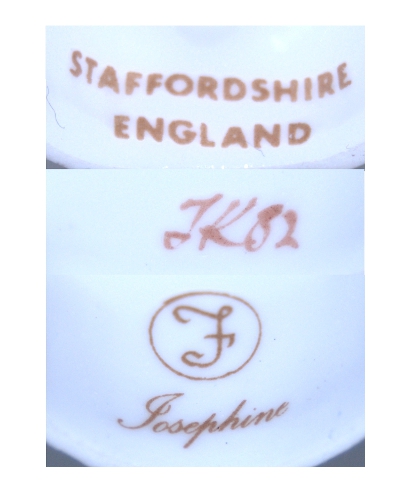 STAFFORDSHIRE
ENGLAND
JK82
F
Josephine